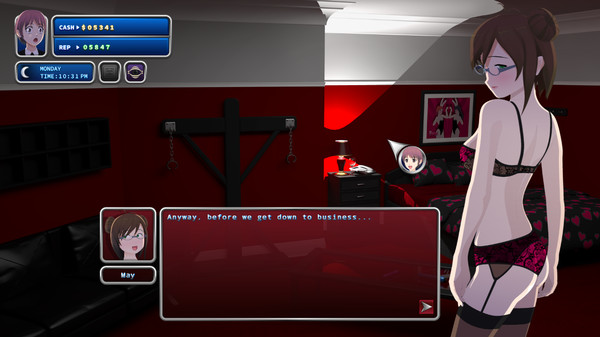 CASH ▸ $05341
REP ▸ 05847
MONDAY
TIME:10:31 PM
Anyway, before we get down to business...
May